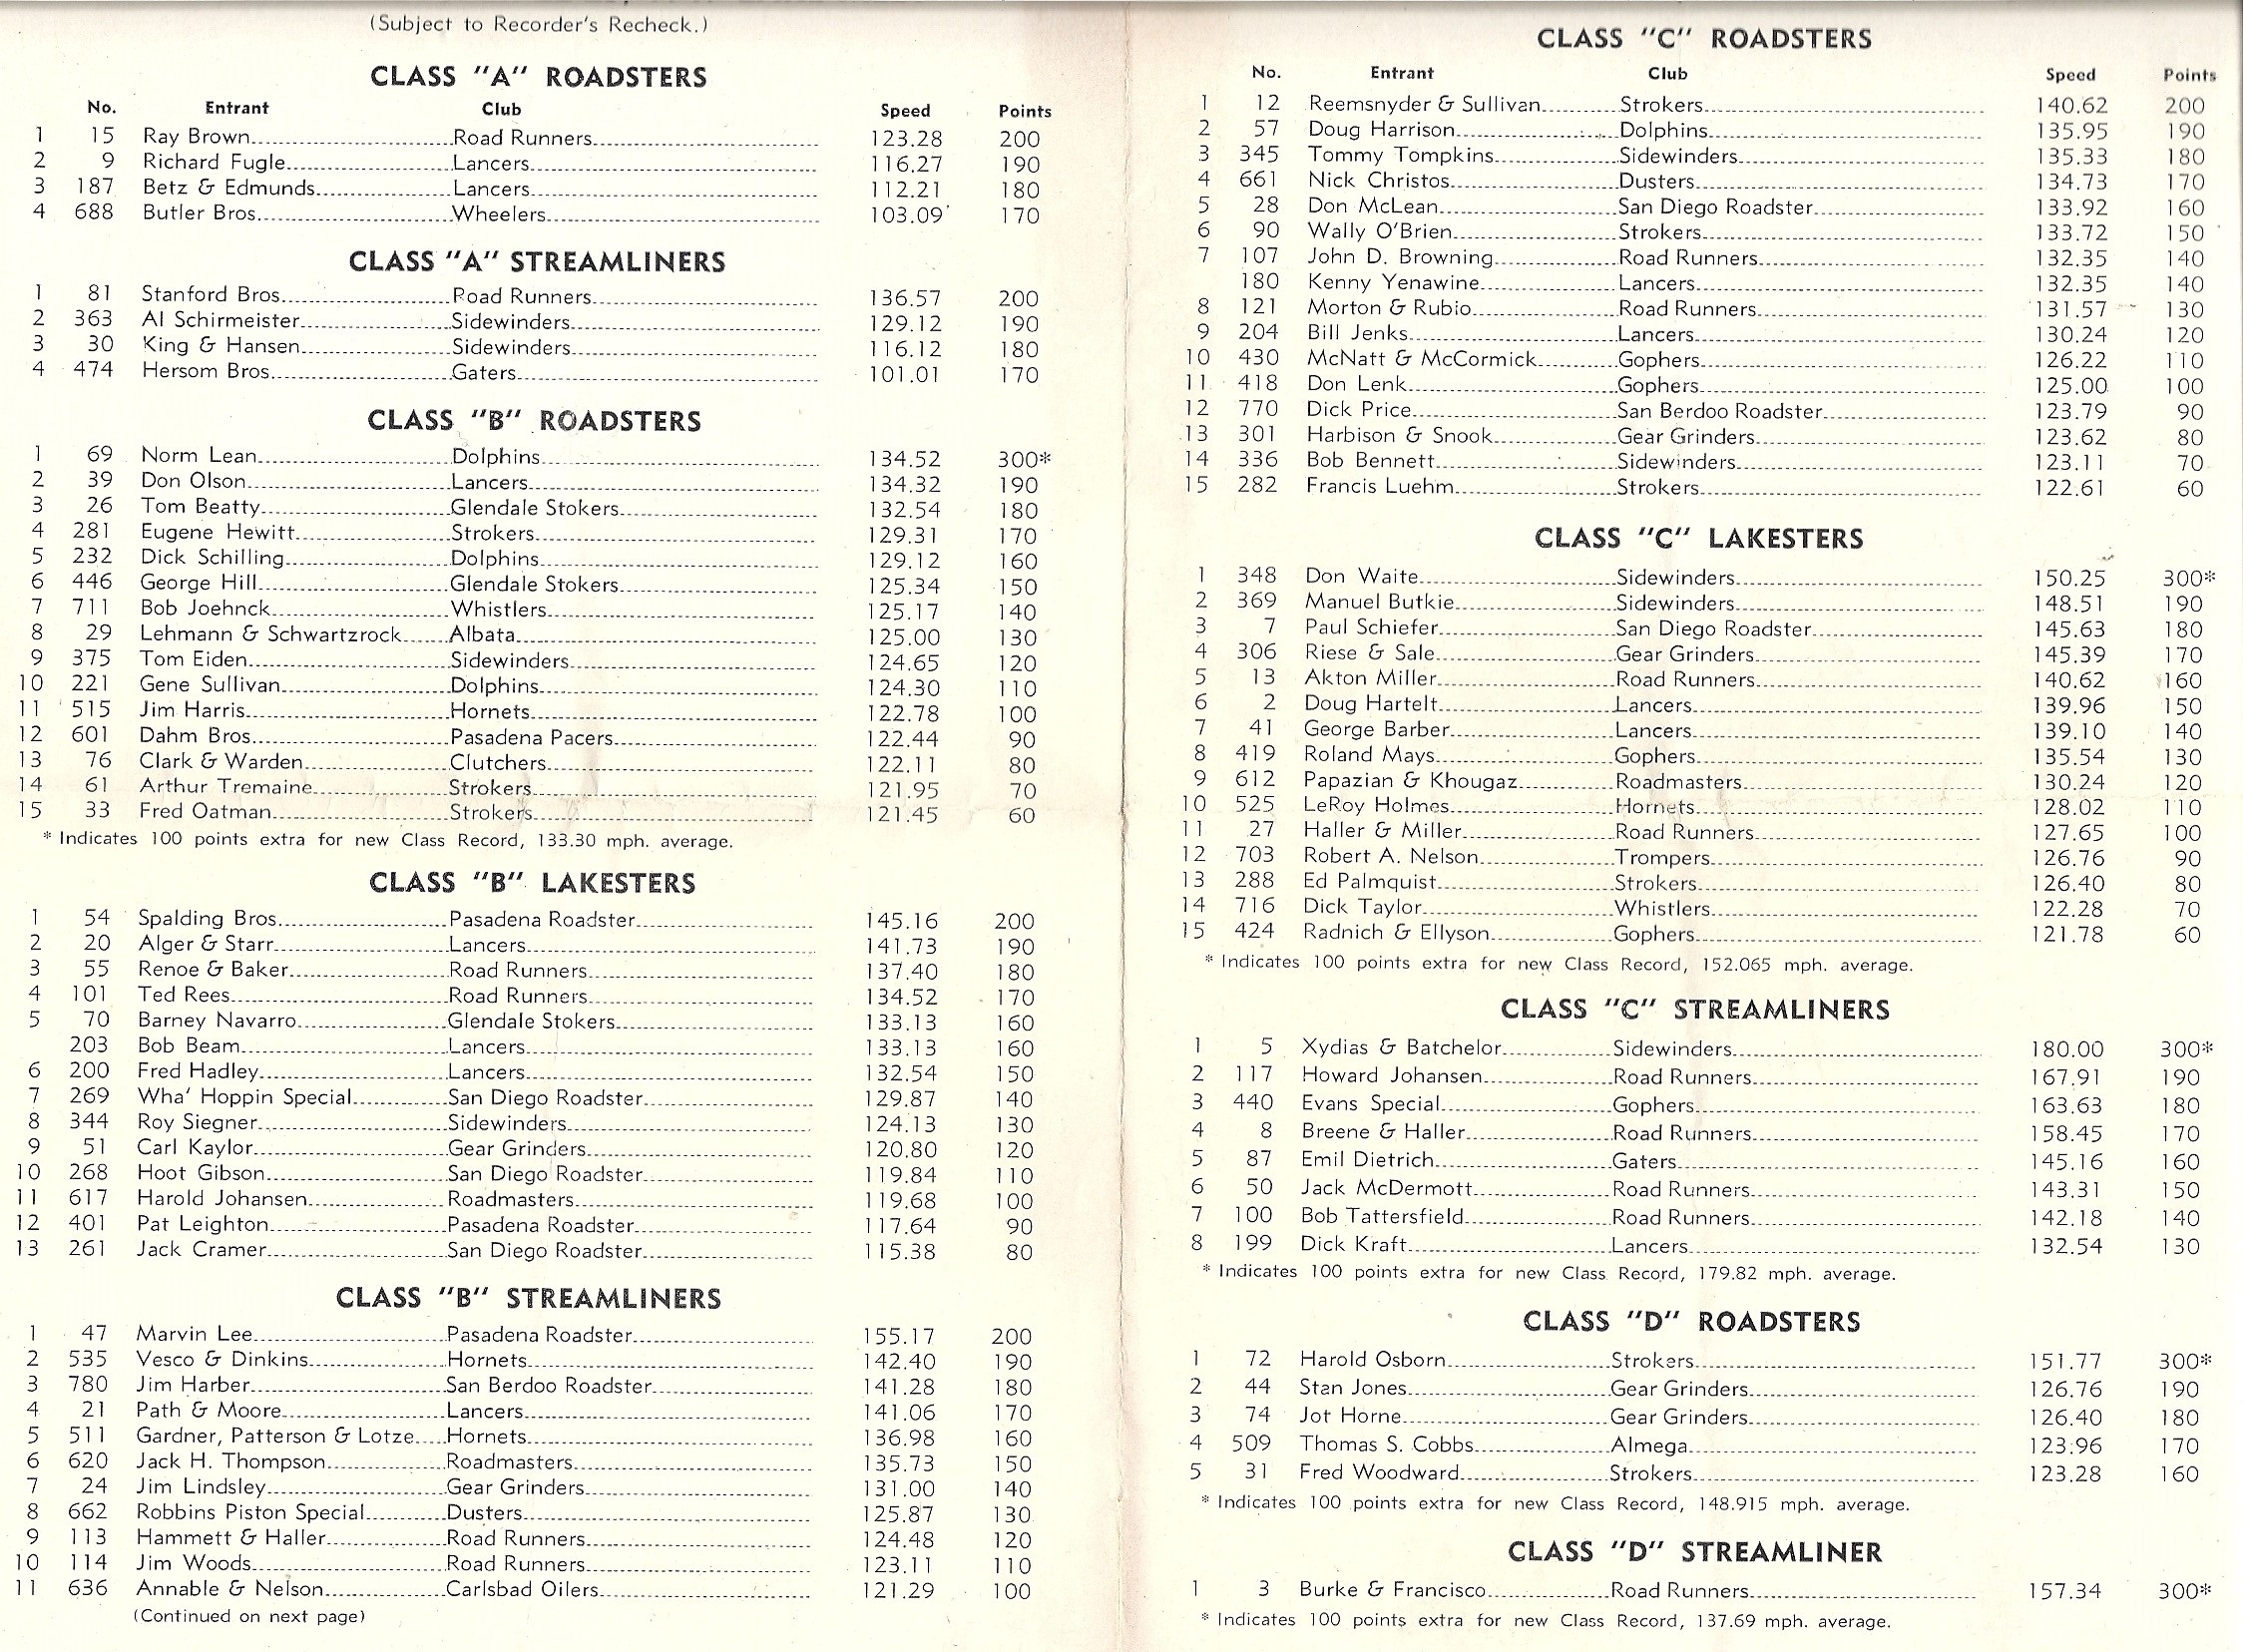 (Subject to Recorder's Recheck.)
CLASS "A" ROADSTERS
No. Entrant Club Speed Points
1 15 Ray Brown Road Runners 123.28 200
2 9 Richard Fugle Lancers 116.27 190
3 187 Betz & Edmunds Lancers 112.21 180
4 688 Butler Bros. Wheelers 103.09 170
CLASS "A" STREAMLINERS
1 81 Stanford Bros. Road Runners 136.57 200
2 363 Al Schirmeister Sidewinders 129.12 190
3 30 King & Hansen Sidewinders 116.12 180
4 474 Hersom Bros. Gaters 101.01 170
CLASS "B" ROADSTERS
1 69 Norm Lean Dolphins 134.52 300*
2 39 Don Olson Lancers 134.32 190
3 26 Tom Beatty Glendale Stokers 132.54 180
4 281 Eugene Hewitt Strokers 129.31 170
5 232 Dick Schilling Dolphins 129.12 160
6 446 George Hill Glendale Stokers 125.34 150
7 711 Bob Joehnck Whistlers 125.17 140
8 29 Lehmann & Schwartzrock Albata 125.00 130
9 375 Tom Eiden Sidewinders 124.65 120
10 221 Gene Sullivan Dolphins 124.30 110
11 515 Jim Harris Hornets 122.78 100
12 601 Dahm Bros. Pasadena Pacers 122.44 90
13 76 Clark & Warden Clutchers 122.11 80
14 61 Arthur Tremaine Strokers 121.95 70
15 33 Fred Oatman Strokers 121.45 60
* Indicates 100 points extra for new Class Record, 133.30 mph. average.
CLASS "B" LAKESTERS
1 54 Spalding Bros. Pasadena Roadster 145.16 200
2 20 Alger & Starr Lancers 141.73 190
3 55 Renoe & Baker Road Runners 137.40 180
4 101 Ted Rees Road Runners 134.52 170
5 70 Barney Navarro Glendale Stokers 133.13 160
203 Bob Beam Lancers 133.13 160
6 200 Fred Hadley Lancers 132.54 150
7 269 Wha' Hoppin Special San Diego Roadster 129.87 140
8 344 Roy Siegner Sidewinders 124.13 130
9 51 Carl Kaylor Gear Grinders 120.80 120
10 268 Hoot Gibson San Diego Roadster 119.84 110
11 617 Harold Johansen Roadmasters 119.68 100
12 401 Pat Leighton Pasadena Roadster 117.64 90
13 261 Jack Cramer San Diego Roadster 115.38 80
CLASS "B" STREAMLINERS
1 47 Marvin Lee Pasadena Roadster 155.17 200
2 535 Vesco & Dinkins Hornets 142.40 190
3 780 Jim Harber San Berdoo Roadster 141.28 180
4 21 Path & Moore Lancers 141.06 170
5 511 Gardner, Patterson & Lotze Hornets 136.98 160
6 620 Jack H. Thompson Roadmasters 135.73 150
7 24 Jim Lindsley Gear Grinders 131.00 140
8 662 Robbins Piston Special Dusters 125.87 130
9 113 Hammett & Haller Road Runners 124.48 120
10 114 Jim Woods Road Runners 123.11 110
11 636 Annable & Nelson Carlsbad Oilers 121.29 100
(Continued on next page)
CLASS "C" ROADSTERS
No. Entrant Club Speed Points
1 12 Reemsnyder & Sullivan Strokers 140.62 200
2 57 Doug Harrison Dolphins 135.95 190
3 345 Tommy Tompkins Sidewinders 135.33 180
4 661 Nick Christos Dusters 134.73 170
5 28 Don McLean San Diego Roadster 133.92 160
6 90 Wally O'Brien Strokers 133.72 150
7 107 John D. Browning Road Runners 132.35 140
180 Kenny Yenawine Lancers 132.35 140
8 121 Morton & Rubio Road Runners 131.57 130
9 204 Bill Jenks Lancers 130.24 120
10 430 McNatt & McCormick Gophers 126.22 110
11 418 Don Lenk Gophers 125.00 100
12 770 Dick Price San Berdoo Roadster 123.79 90
13 301 Harbison & Snook Gear Grinders 123.62 80
14 336 Bob Bennett Sidewinders 123.11 70
15 282 Francis Luehm Strokers 122.61 60
CLASS "C" LAKESTERS
1 348 Don Waite Sidewinders 150.25 300*
2 369 Manuel Butkie Sidewinders 148.51 190
3 7 Paul Schiefer San Diego Roadster 145.63 180
4 306 Riese & Sale Gear Grinders 145.39 170
5 13 Akton Miller Road Runners 140.62 160
6 2 Doug Hartelt Lancers 139.96 150
7 41 George Barber Lancers 139.10 140
8 419 Roland Mays Gophers 135.54 130
9 612 Papazian & Khougaz Roadmasters 130.24 120
10 525 LeRoy Holmes Hornets 128.02 110
11 27 Haller & Miller Road Runners 127.65 100
12 703 Robert A. Nelson Trompers 126.76 90
13 288 Ed Palmquist Strokers 126.40 80
14 716 Dick Taylor Whistlers 122.28 70
15 424 Radnich & Ellyson Gophers 121.78 60
* Indicates 100 points extra for new Class Record, 152.065 mph. average.
CLASS "C" STREAMLINERS
1 5 Xydias & Batchelor Sidewinders 180.00 300*
2 117 Howard Johansen Road Runners 167.91 190
3 440 Evans Special Gophers 163.63 180
4 8 Breene & Haller Road Runners 158.45 170
5 87 Emil Dietrich Gaters 145.16 160
6 50 Jack McDermott Road Runners 143.31 150
7 100 Bob Tattersfield Road Runners 142.18 140
8 199 Dick Kraft Lancers 132.54 130
* Indicates 100 points extra for new Class Record, 179.82 mph. average.
CLASS "D" ROADSTERS
1 72 Harold Osborn Strokers 151.77 300*
2 44 Stan Jones Gear Grinders 126.76 190
3 74 Jot Horne Gear Grinders 126.40 180
4 509 Thomas S. Cobbs Almega 123.96 170
5 31 Fred Woodward Strokers 123.28 160
* Indicates 100 points extra for new Class Record, 148.915 mph. average.
CLASS "D" STREAMLINER
1 3 Burke & Francisco Road Runners 157.34 300*
* Indicates 100 points extra for new Class Record, 137.69 mph. average.